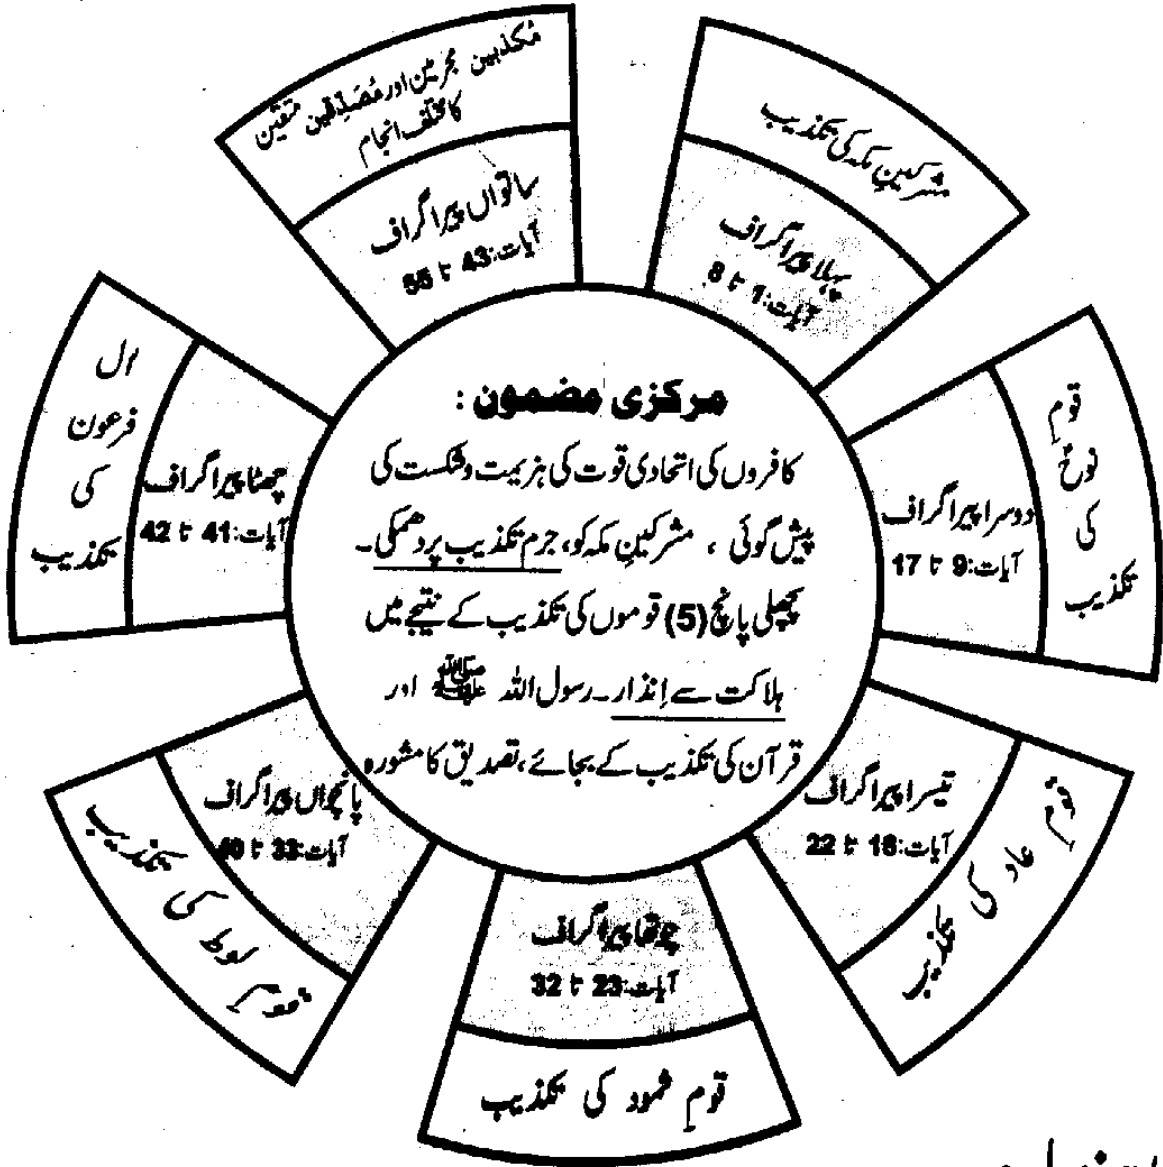 مرکزی مضمون :
کافروں کی اتحادی قوت کی ہزیمت و شکست کی
پیش گوئی ، مشرکینِ مکہ کو، جرم تکذیب پر دھمکی۔
پچھلی پانچ (5) قوموں کی تکذیب کے نتیجے میں
ہلاکت سے اِنذار۔ رسول اللہ ﷺ اور
قرآن کی تکذیب کے بجائے، تصدیق کا مشورہ
مشرکینِ مکہ کی تکذیب
پہلا پیراگراف
آیات:1 تا 8
قومِ
نوحؑ
کی
تکذیب
دوسرا پیراگراف
آیات:9 تا 17
قومِ عاد کی تکذیب
تیسرا پیراگراف
آیات:18 تا 22
چوتھا پیراگراف
آیات:23 تا 32
قومِ ثمود کی تکذیب
پانچواں پیراگراف
آیات:33 تا 40
قومِ لوط کی تکذیب
چھٹا پیراگراف
آیات:41 تا 42
ال
فرعون
کی
تکذیب
مُکذبین مجرمین اور مُصَدِّقین متقین
کا مختلف انجام
ساتواں پیراگراف
آیات:43 تا 55